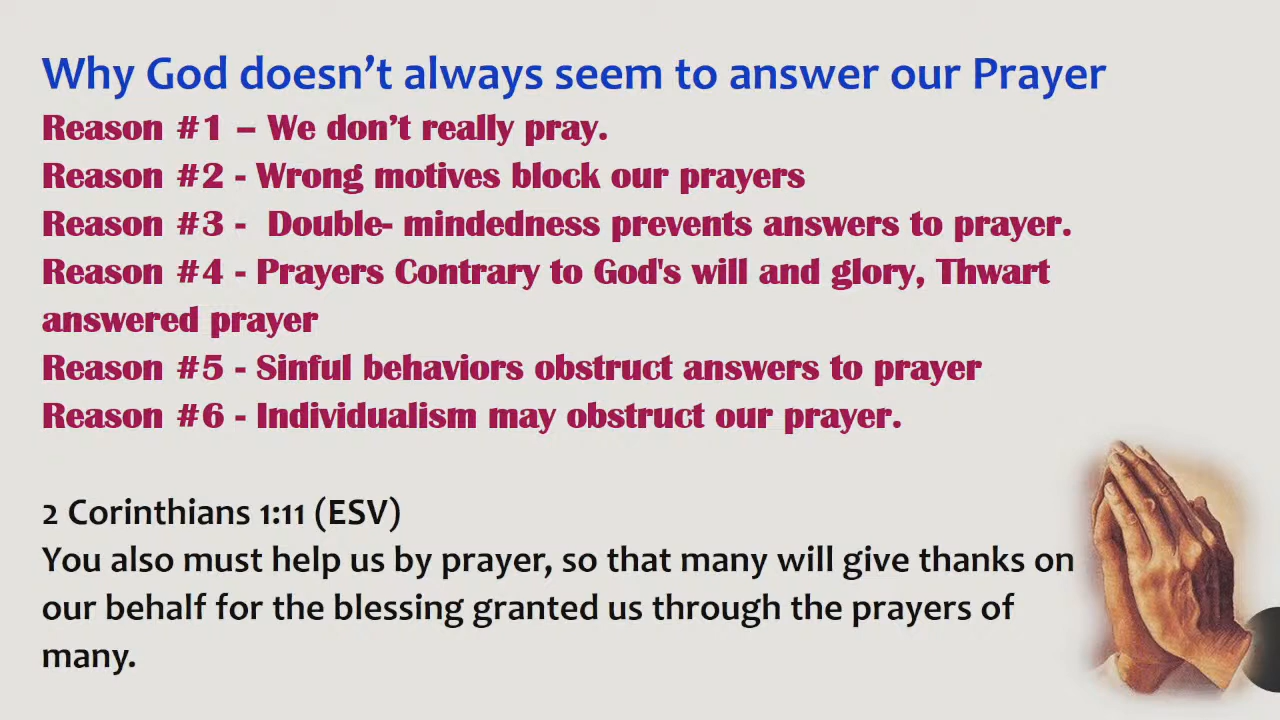 Why God doesn’t always seem to answer our Prayer
Reason #1 – We don’t really pray.
Reason #2 - Wrong motives block our prayers
Reason #3 -  Double- mindedness prevents answers to prayer.
Reason #4 - Prayers Contrary to God's will and glory, Thwart
answered prayer
Reason #5 - Sinful behaviors obstruct answers to prayer
Reason #6 - Individualism may obstruct our prayer.
2 Corinthians 1:11 (ESV)
You also must help us by prayer, so that many will give thanks on
our behalf for the blessing granted us through the prayers of
many.